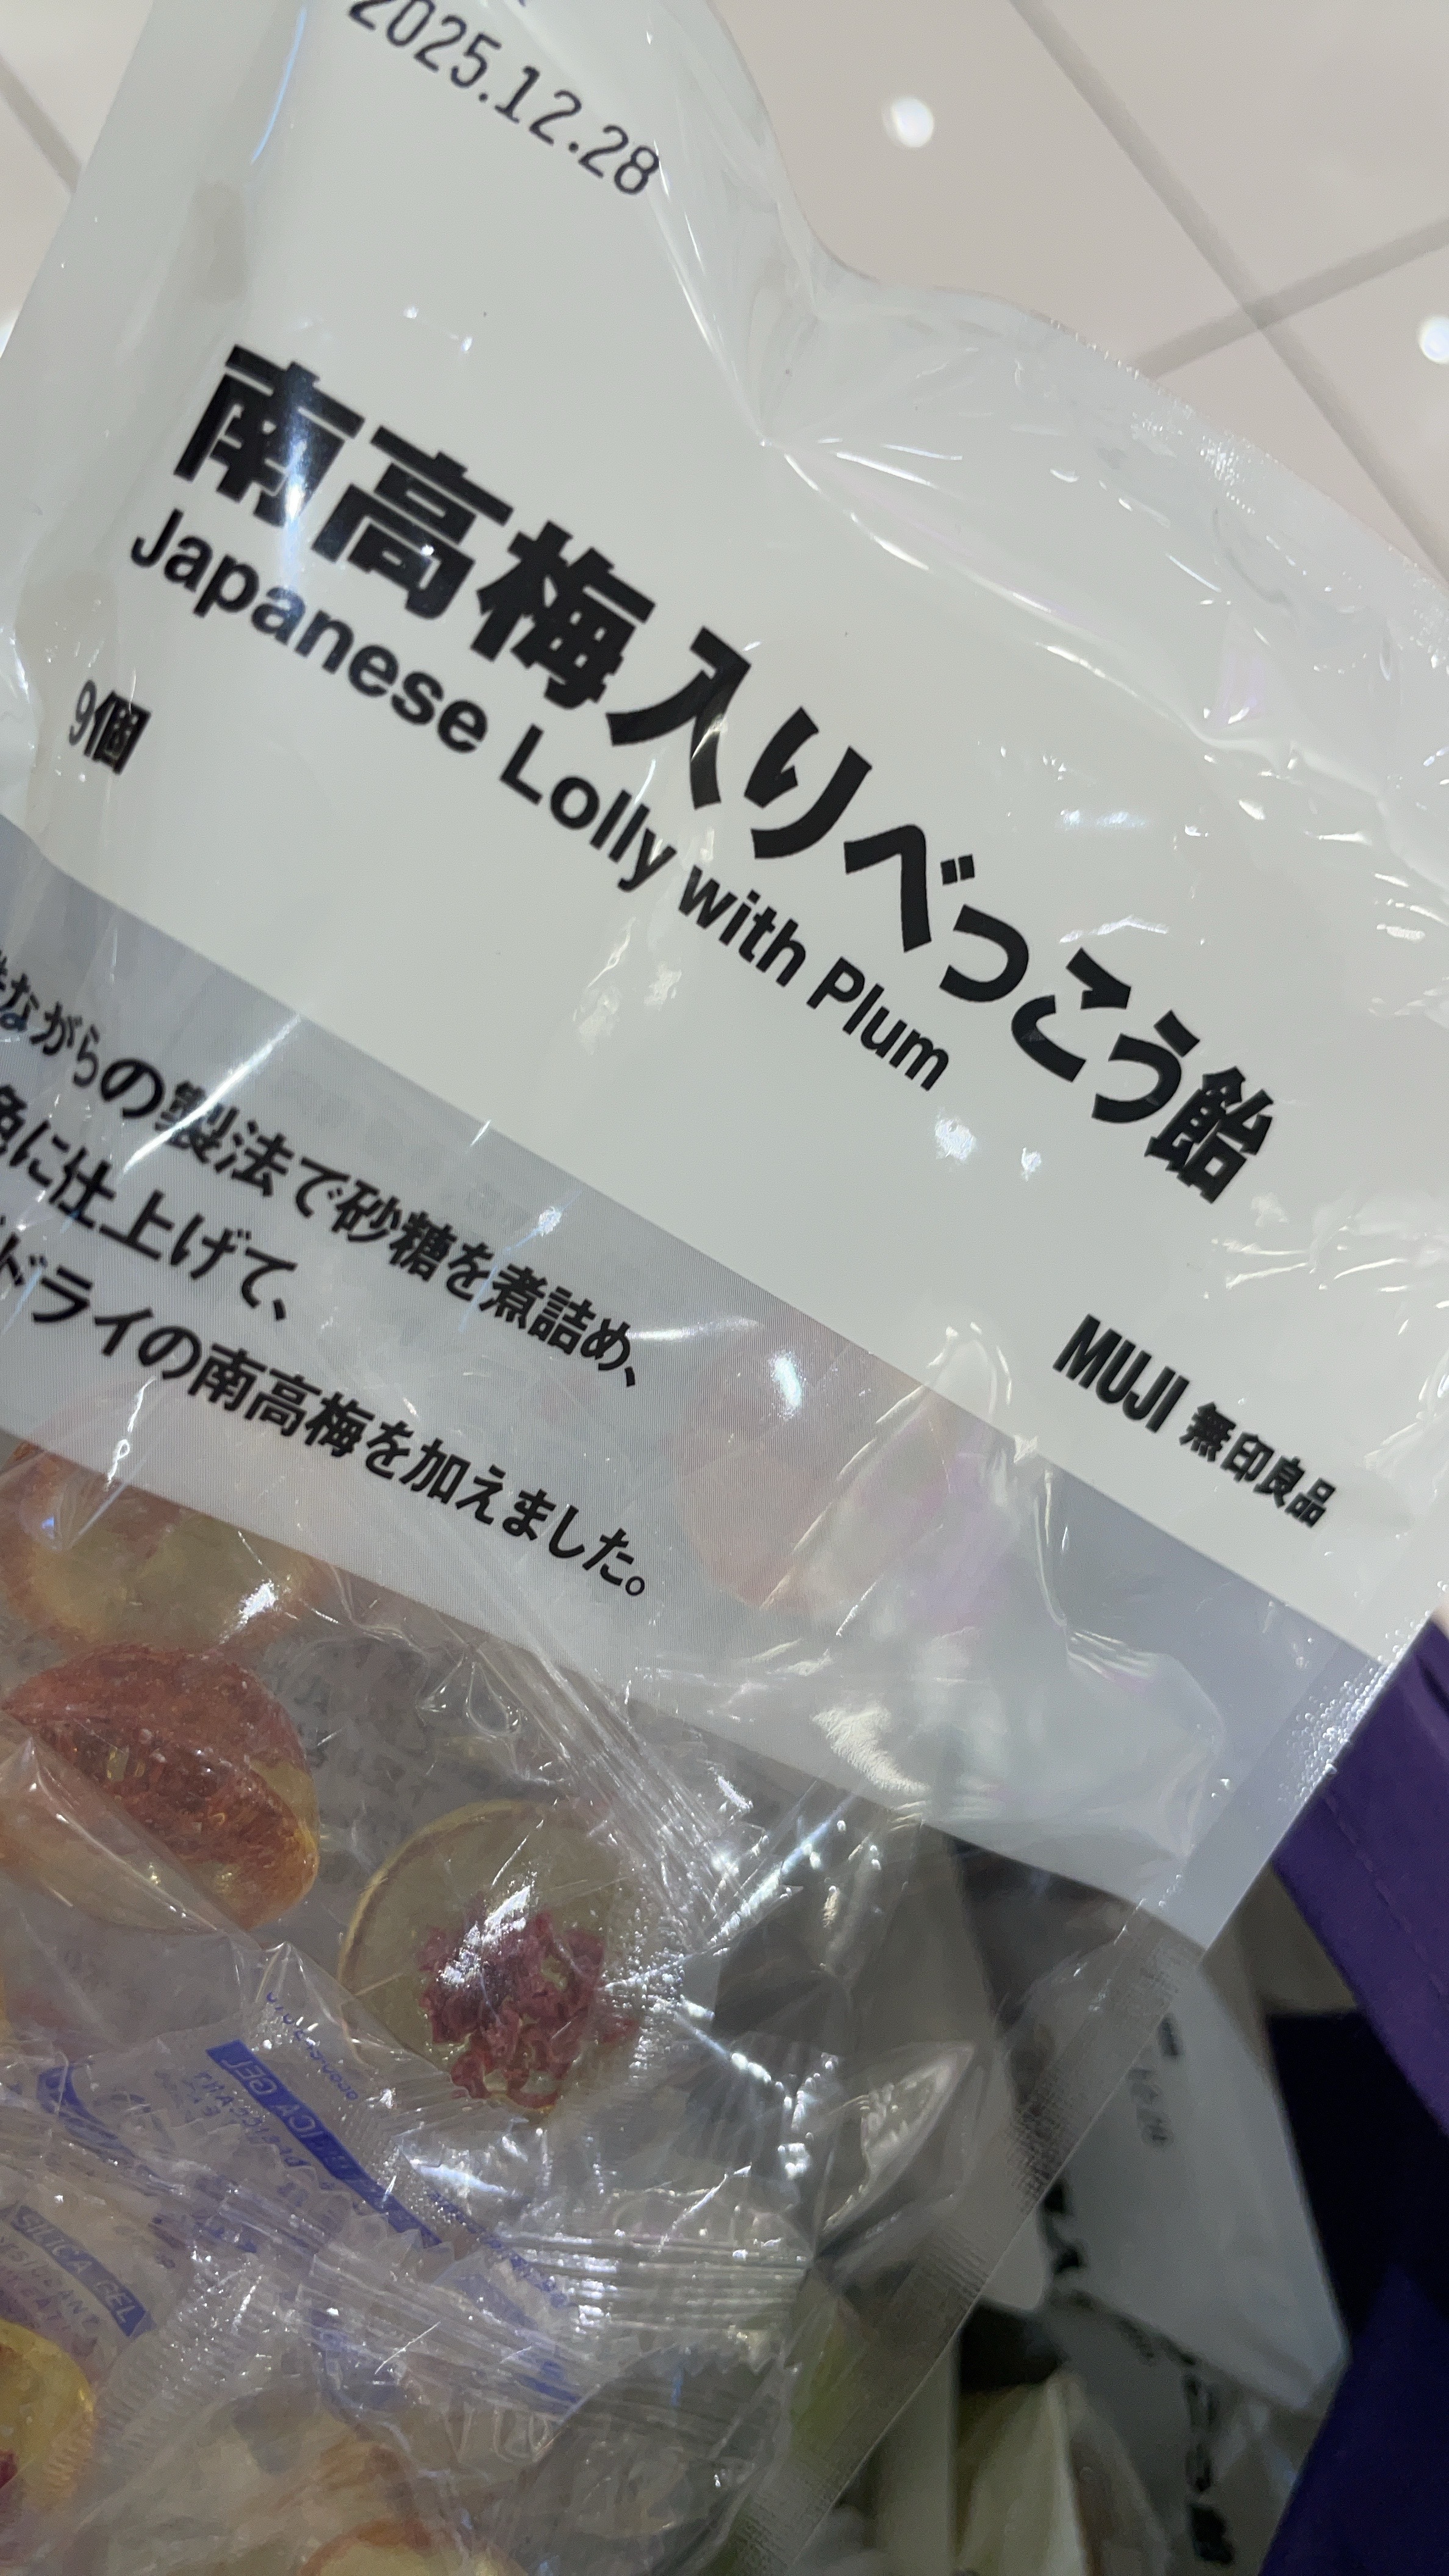 2025.12.28
南高梅入りべっこう飴
Japanese Lolly with Plum
9個
MUJI 無印良品
ながらの製法で砂糖を煮詰め、
色に仕上げて、
ドライの南高梅を加えました。
SILICA GEL